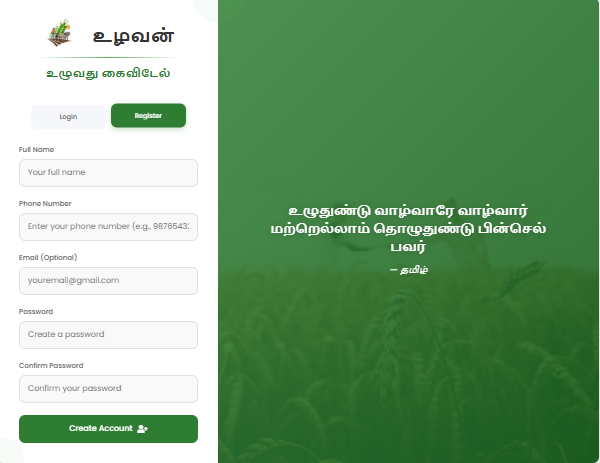 உழவன்
உழுவது கைவிடேல்
Login
Register
Full Name
Your full name
Phone Number
Enter your phone number (e.g., 98765432
Email (Optional)
youremail@gmail.com
Password
Create a password
Confirm Password
Confirm your password
Create Account
உழுதுண்டு வாழ்வாரே வாழ்வார்
மற்றெல்லாம் தொழுதுண்டு பின்செல்
பவர்
— தமிழ்